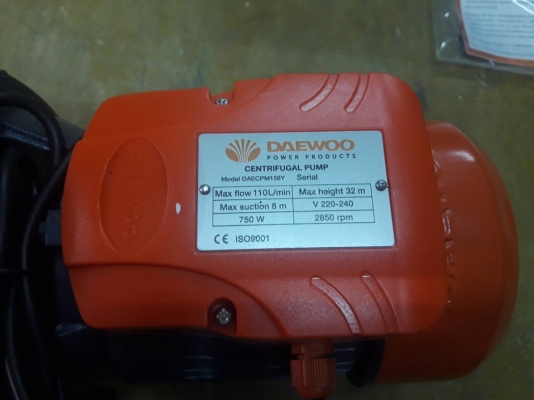 DAEWOO
POWER PRODUCTS
CENTRIFUGAL PUMP
Model DAECPM158Y Serial
Max flow 110L/min Max height 32 m
Max suction 8 m V 220-240
750 W 2850 rpm
CE ISO9001